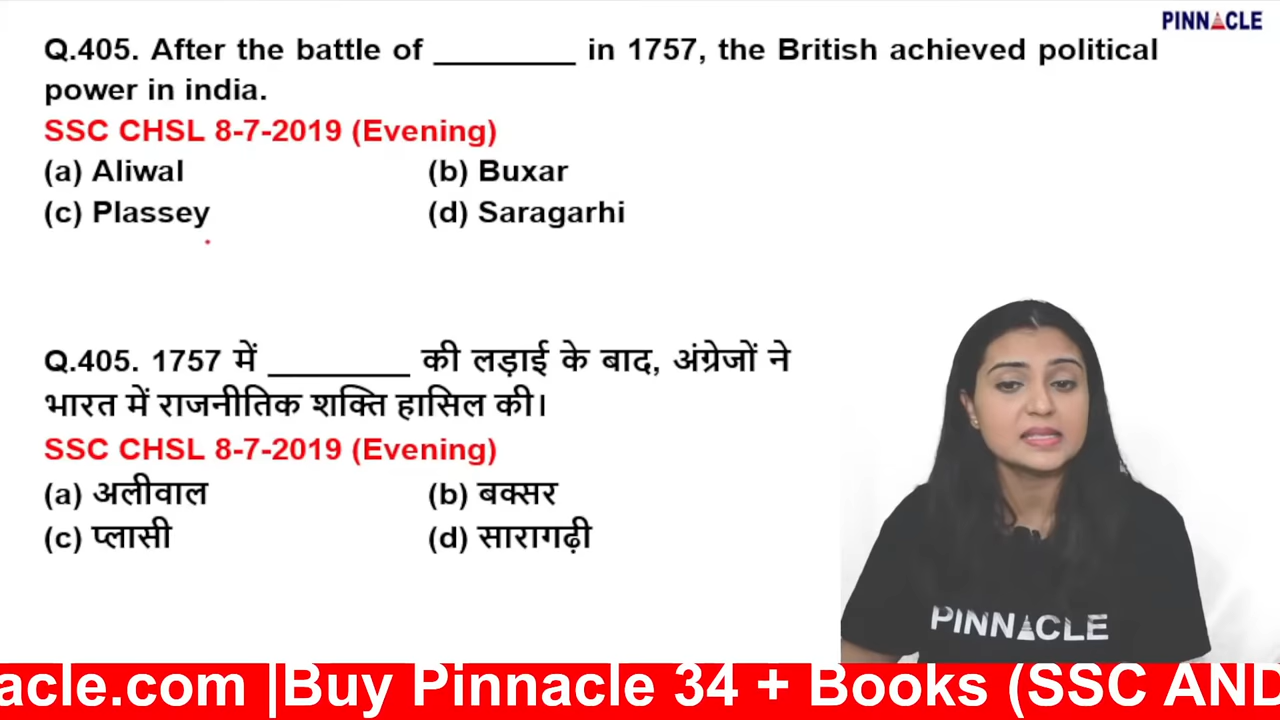 PINNACLE
Q.405. After the battle of ________ in 1757, the British achieved political
power in india.
SSC CHSL 8-7-2019 (Evening)
(a) Aliwal (b) Buxar
(c) Plassey (d) Saragarhi
Q.405. 1757 में ________ की लड़ाई के बाद, अंग्रेजों ने
भारत में राजनीतिक शक्ति हासिल की।
SSC CHSL 8-7-2019 (Evening)
(a) अलीवाल (b) बक्सर
(c) प्लासी (d) सारागढ़ी
PINNACLE
acle.com |Buy Pinnacle 34 + Books (SSC AND